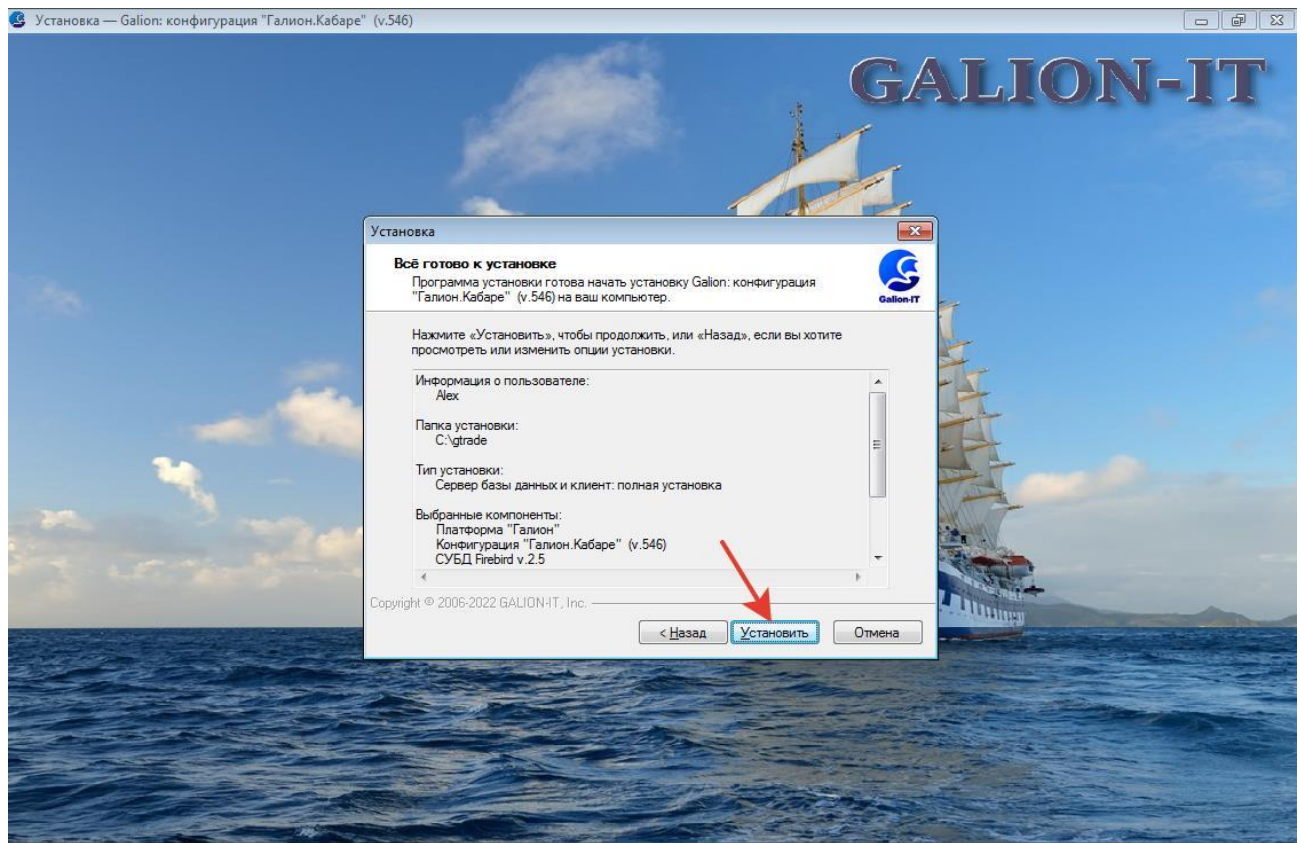 Установка — Galion: конфигурация "Галион.Кабаре" (v.546)
GALION-IT
Установка
Всё готово к установке
Программа установки готова начать установку Galion: конфигурация
"Галион.Кабаре" (v.546) на ваш компьютер.
Galion-IT
Нажмите «Установить», чтобы продолжить, или «Назад», если вы хотите
просмотреть или изменить опции установки.
Информация о пользователе:
Alex
Папка установки:
C:\gtrade
Тип установки:
Сервер базы данных и клиент: полная установка
Выбранные компоненты:
Платформа "Галион"
Конфигурация "Галион.Кабаре" (v.546)
СУБД Firebird v.2.5
Copyright © 2006-2022 GALION-IT, Inc.
< Назад Установить Отмена